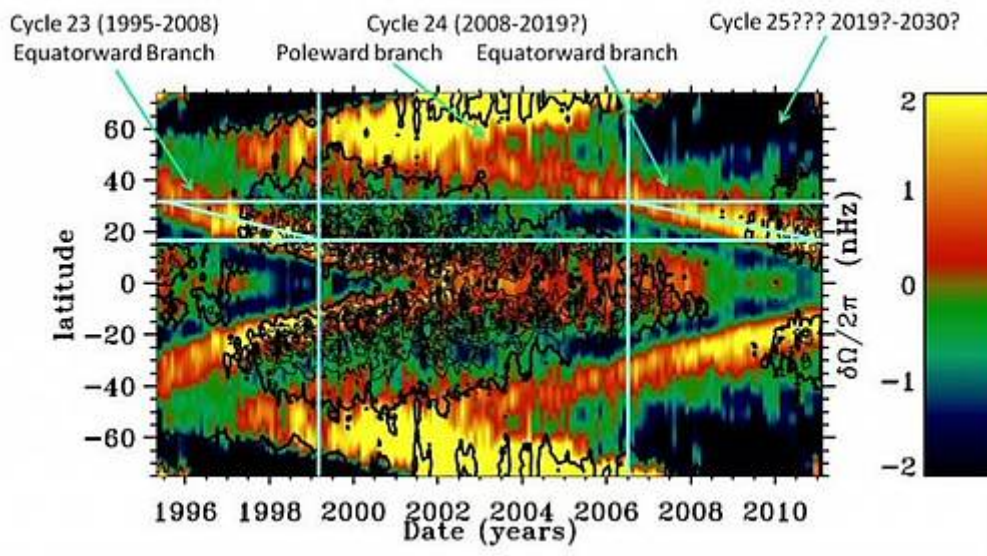 Cycle 23 (1995-2008)
Equatorward Branch
Cycle 24 (2008-2019?)
Poleward branch
Equatorward branch
Cycle 25??? 2019?-2030?
latitude
60
40
20
0
−20
−40
−60
1996 1998 2000 2002 2004 2006 2008 2010
Date (years)
δΩ/2π (nHz)
2
1
0
−1
−2